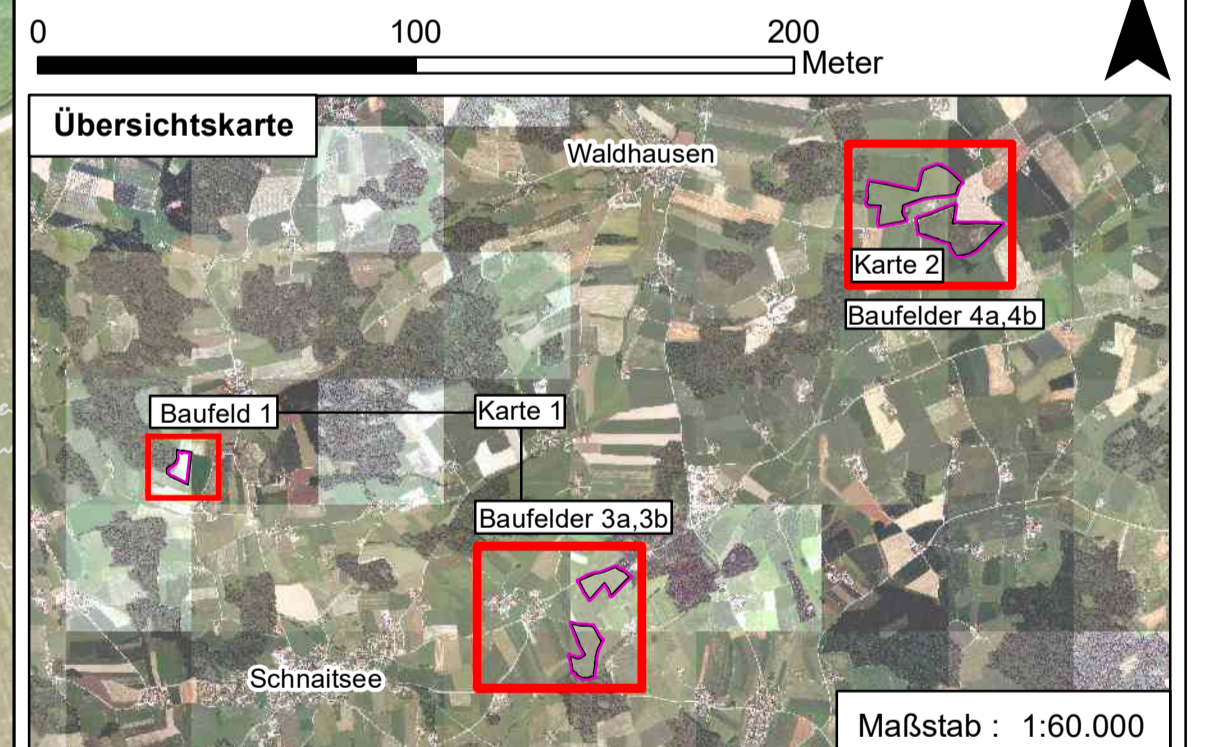 0 100 200
Meter
Übersichtskarte
Waldhausen
Karte 2
Baufelder 4a,4b
Baufeld 1 Karte 1
Baufelder 3a,3b
Schnaitsee
Maßstab : 1:60.000